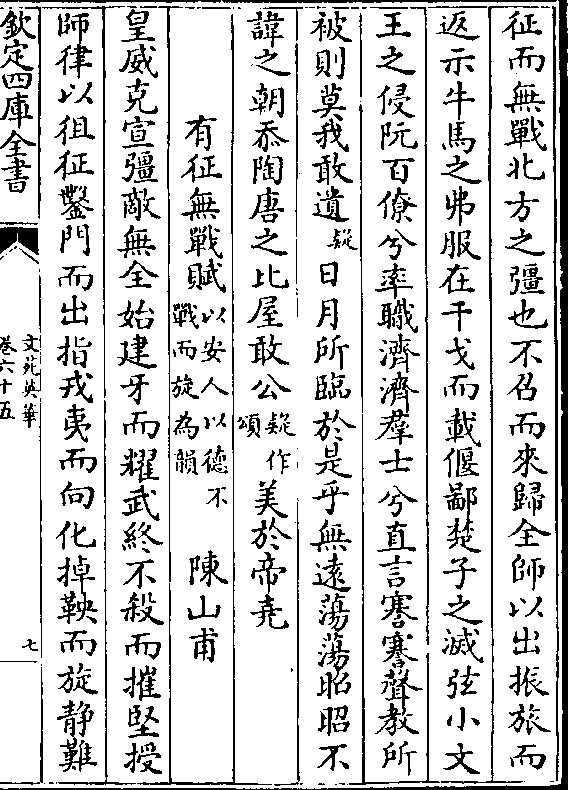 征而無戰北方之彊也不召而來歸全師以出振旅而
返示牛馬之弗服在干戈而載偃鄙楚子之滅弦小文
王之侵阮百僚兮率職濟濟羣士兮直言謇謇聲教所
被則莫我敢遺疑日月所臨於是乎無遠蕩蕩昭昭不
諱之朝忝陶唐之比屋敢公疑作頌美於帝堯
有征無戰賦以安人以德不戰而旋為韻 陳山甫
皇威克宣彊敵無全始建牙而耀武終不殺而摧堅授
師律以徂征鑿門而出指戎夷而向化掉鞅而旋静難
欽定四庫全書
文苑英華
卷六十五
七